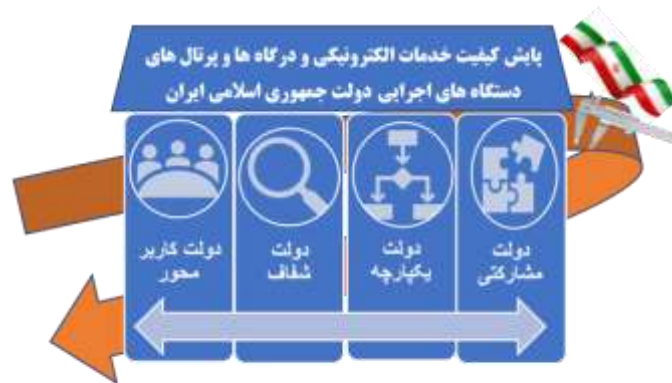 پایش کیفیت خدمات الکترونیکی و درگاه ها و پرتال های
دستگاه های اجرایی دولت جمهوری اسلامی ایران
دولت
مشارکتی
دولت
یکپارچه
دولت
شفاف
دولت کاربر
محور